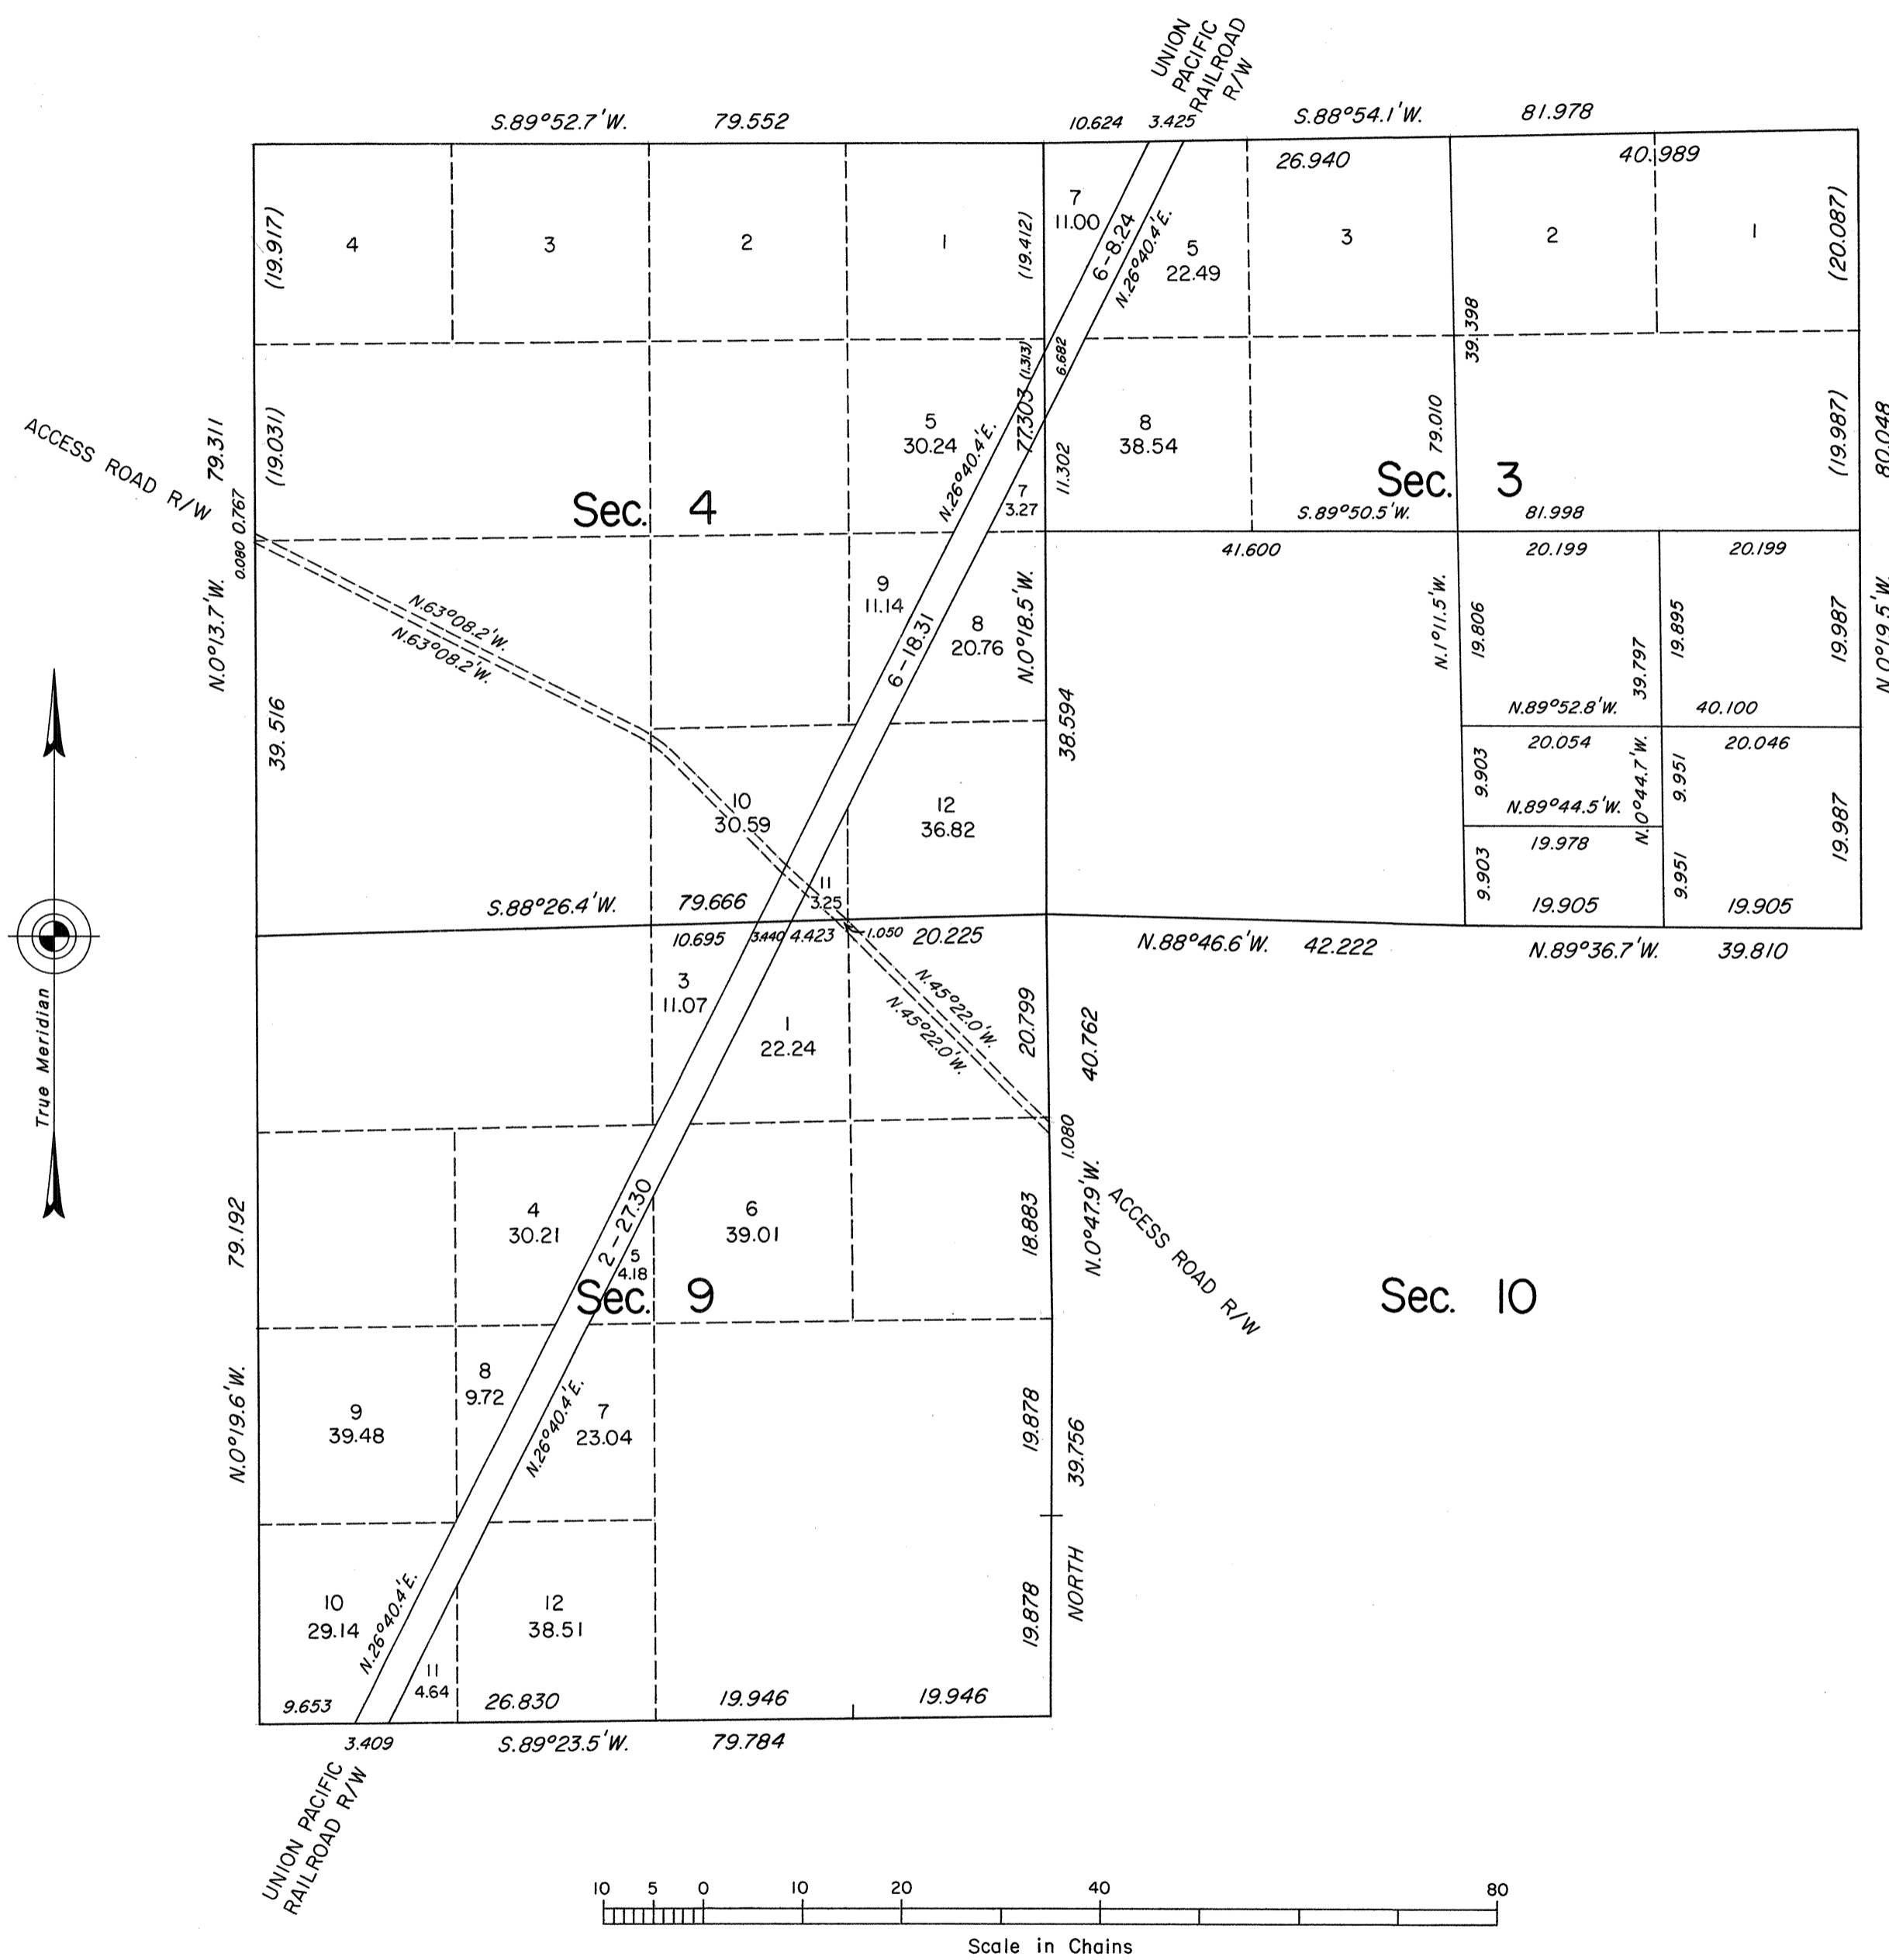 UNION
PACIFIC
RAILROAD
R/W
S.89°52.7'W. 79.552
10.624 3.425
S.88°54.1'W. 81.978
26.940
40.989
(19.917)
4
3
2
1
(19.412)
7
11.00
6-8.24
N.26°40.4'E.
5
22.49
3
2
1
(20.087)
39.398
(1.313)
6.682
ACCESS ROAD R/W
79.311
(19.031)
0.767
0.080
N.0°13.7'W.
39.516
5
30.24
N.26°40.4'E.
77.303
7
3.27
11.302
8
38.54
79.010
Sec. 4
Sec. 3
S.89°50.5'W. 81.998
(19.987)
80.048
41.600
20.199
20.199
N.63°08.2'W.
N.63°08.2'W.
9
11.14
8
20.76
6-18.31
N.0°18.5'W.
38.594
N.1°11.5'W.
19.806
39.797
19.895
19.987
N.0°19.5'W.
N.89°52.8'W. 40.100
20.054
20.046
9.903
N.0°44.7'W.
9.951
N.89°44.5'W.
19.978
9.903
9.951
19.987
19.905
19.905
10
30.59
12
36.82
11
3.25
S.88°26.4'W. 79.666
10.695 3.440 4.423 1.050 20.225
N.88°46.6'W. 42.222
N.89°36.7'W. 39.810
True Meridian
3
11.07
1
22.24
N.45°22.0'W.
N.45°22.0'W.
20.799
40.762
1.080
N.0°47.9'W.
ACCESS ROAD R/W
79.192
4
30.21
2-27.30
5
4.18
6
39.01
18.883
Sec. 9
Sec. 10
N.0°19.6'W.
9
39.48
8
9.72
N.26°40.4'E.
7
23.04
19.878
39.756
NORTH
10
29.14
N.26°40.4'E.
11
4.64
12
38.51
19.878
9.653
26.830
19.946
19.946
3.409
S.89°23.5'W. 79.784
UNION PACIFIC
RAILROAD R/W
10 5 0 10 20 40 80
Scale in Chains